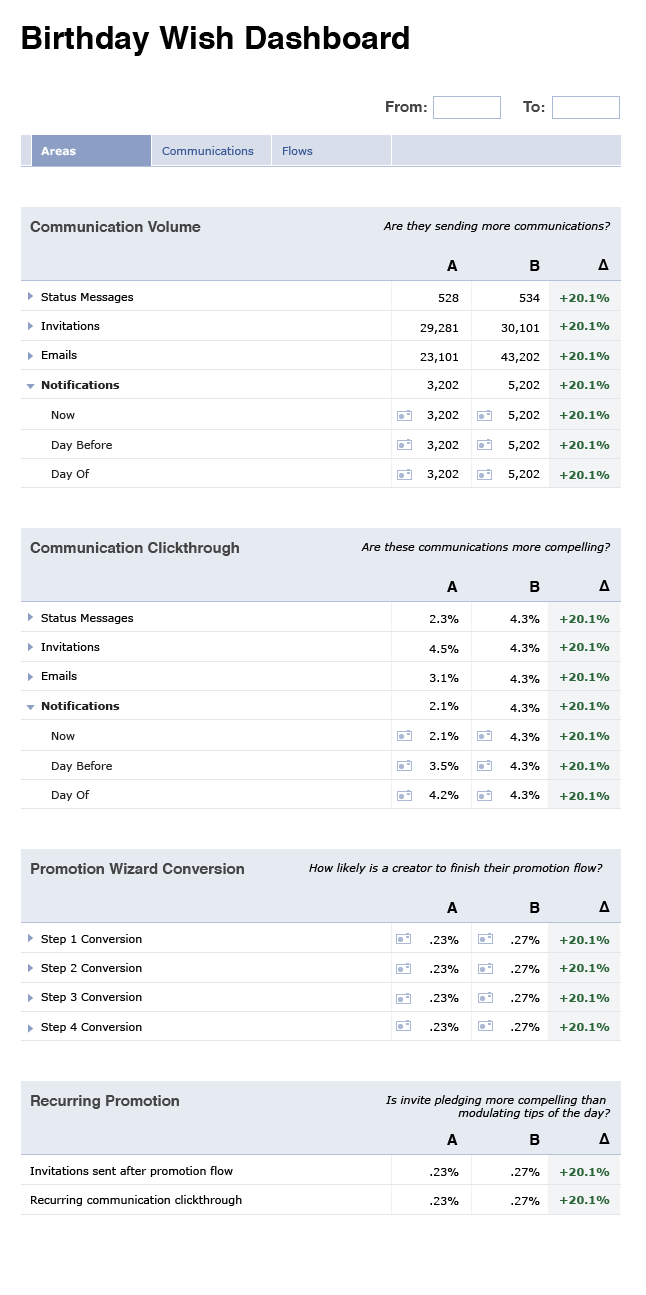 Birthday Wish Dashboard
From: To:
Areas Communications Flows
Communication Volume Are they sending more communications?
A B Δ
Status Messages 528 534 +20.1%
Invitations 29,281 30,101 +20.1%
Emails 23,101 43,202 +20.1%
Notifications 3,202 5,202 +20.1%
Now 3,202 5,202 +20.1%
Day Before 3,202 5,202 +20.1%
Day Of 3,202 5,202 +20.1%
Communication Clickthrough Are these communications more compelling?
A B Δ
Status Messages 2.3% 4.3% +20.1%
Invitations 4.5% 4.3% +20.1%
Emails 3.1% 4.3% +20.1%
Notifications 2.1% 4.3% +20.1%
Now 2.1% 4.3% +20.1%
Day Before 3.5% 4.3% +20.1%
Day Of 4.2% 4.3% +20.1%
Promotion Wizard Conversion How likely is a creator to finish their promotion flow?
A B Δ
Step 1 Conversion .23% .27% +20.1%
Step 2 Conversion .23% .27% +20.1%
Step 3 Conversion .23% .27% +20.1%
Step 4 Conversion .23% .27% +20.1%
Recurring Promotion Is invite pledging more compelling than
modulating tips of the day?
A B Δ
Invitations sent after promotion flow .23% .27% +20.1%
Recurring communication clickthrough .23% .27% +20.1%